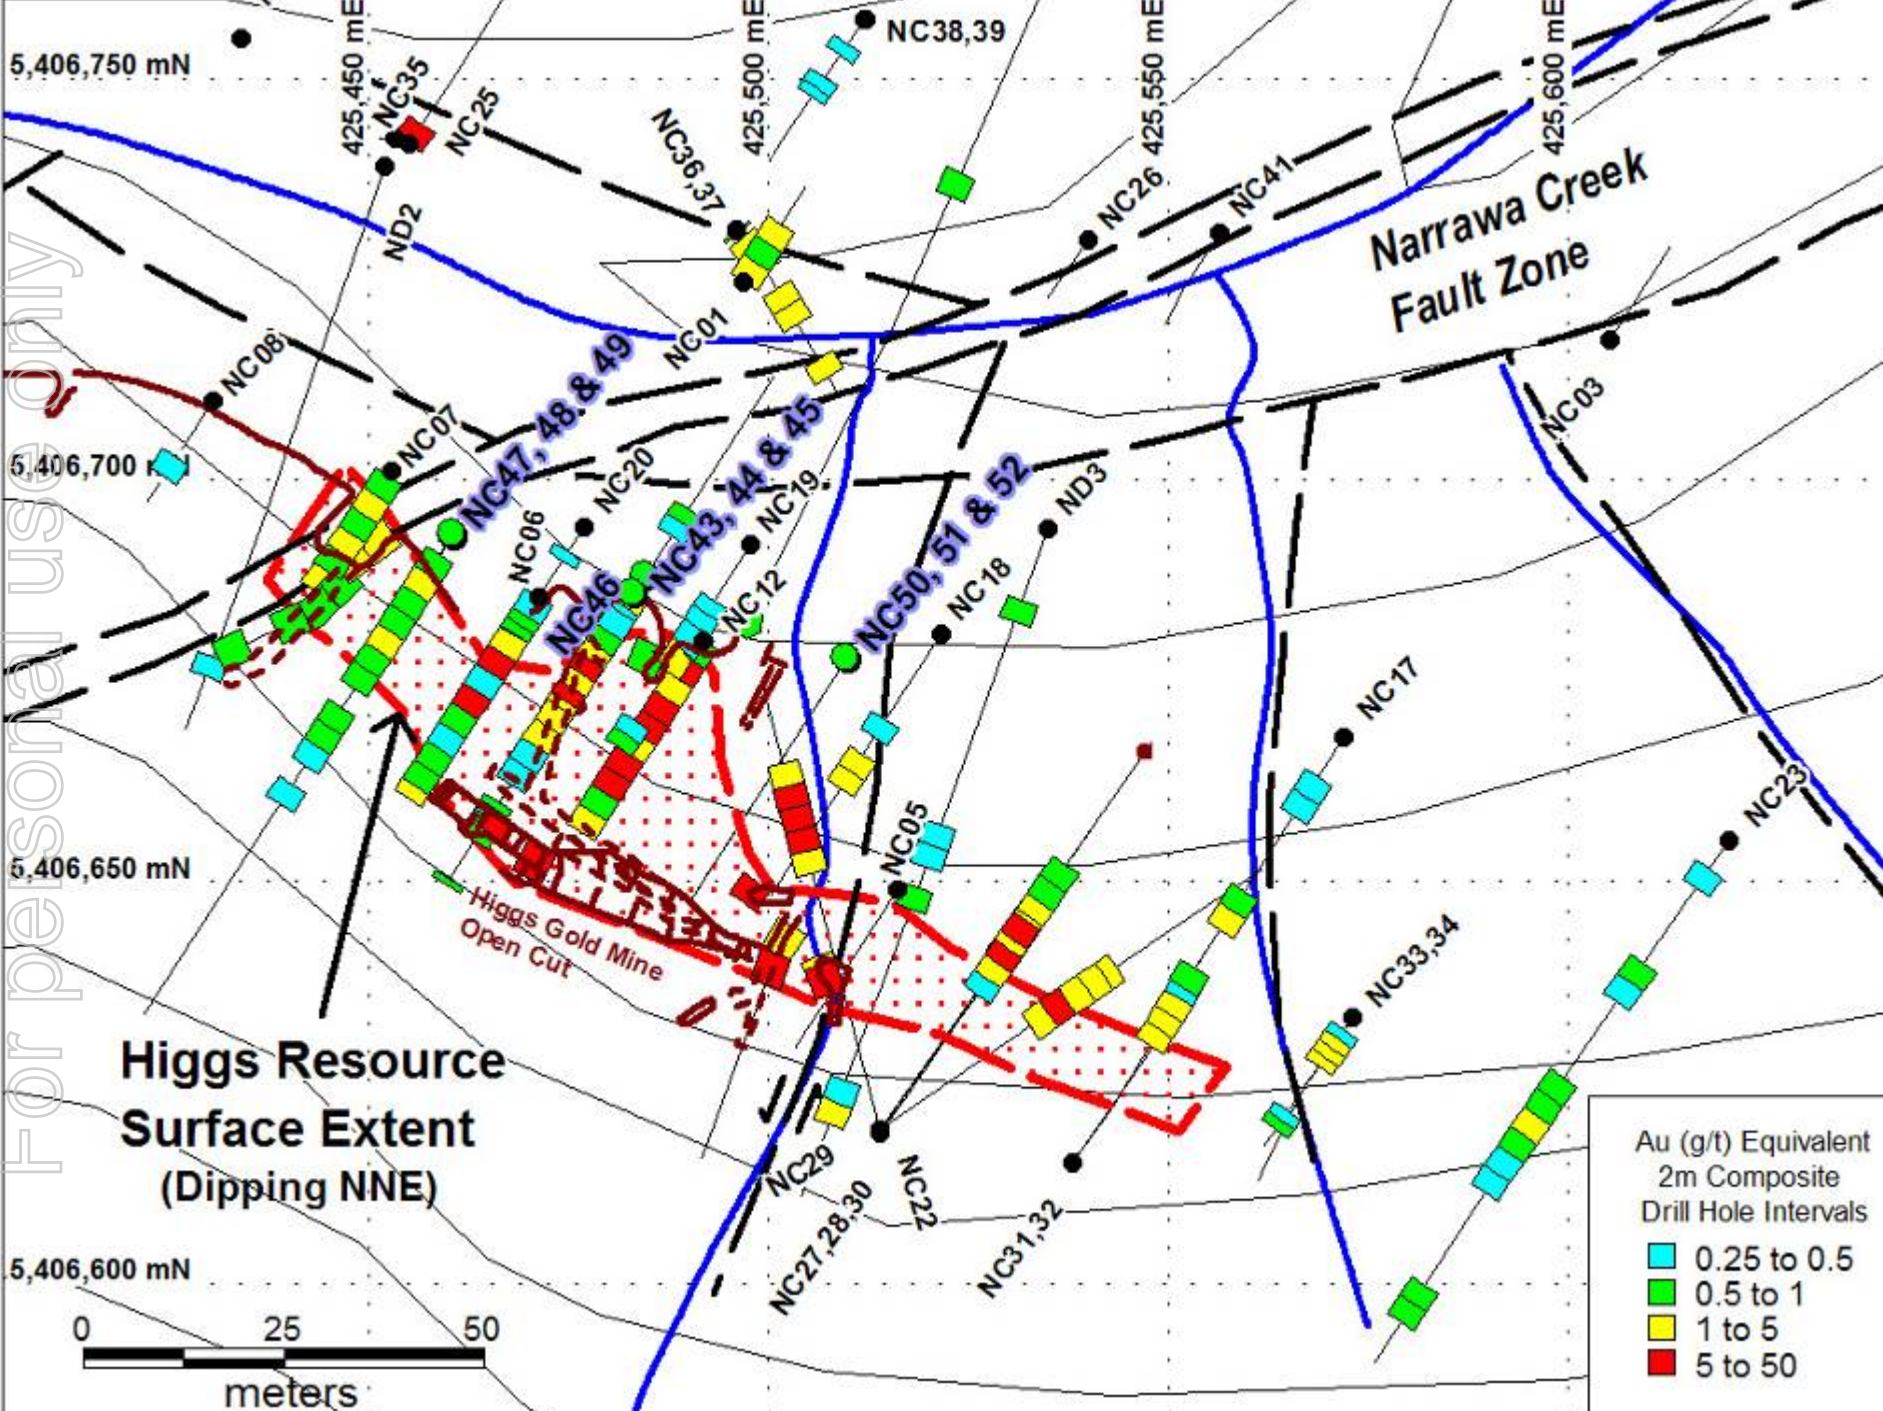 425,450 mE
425,500 mE
425,550 mE
425,600 mE
NC38,39
5,406,750 mN
NC35
NC25
NC36,37
NC26
NC41
Narrawa Creek
Fault Zone
ND2
NC01
NC08
NC03
NC07
NC47, 48 & 49
5,406,700
NC20
NC43, 44 & 45
NC19
NC50, 51 & 52
ND3
NC06
NC46
NC12
NC18
NC17
NC23
NC05
5,406,650 mN
Higgs Gold Mine
Open Cut
NC33,34
Higgs Resource
Surface Extent
(Dipping NNE)
NC29
NC22
NC27,28,30
NC31,32
5,406,600 mN
0 25 50
meters
Au (g/t) Equivalent
2m Composite
Drill Hole Intervals
0.25 to 0.5
0.5 to 1
1 to 5
5 to 50
For personal use only